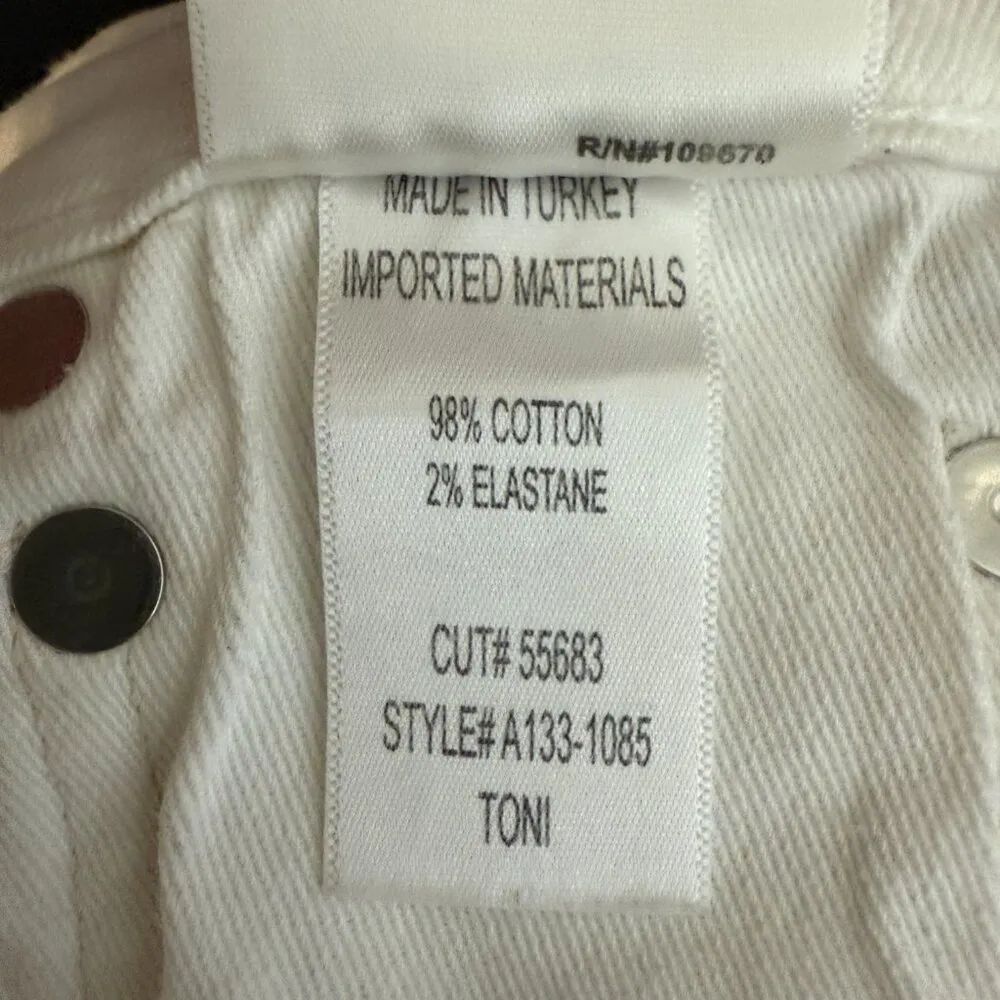 R/N#109670
MADE IN TURKEY
IMPORTED MATERIALS
98% COTTON
2% ELASTANE
CUT# 55683
STYLE# A133-1085
TONI